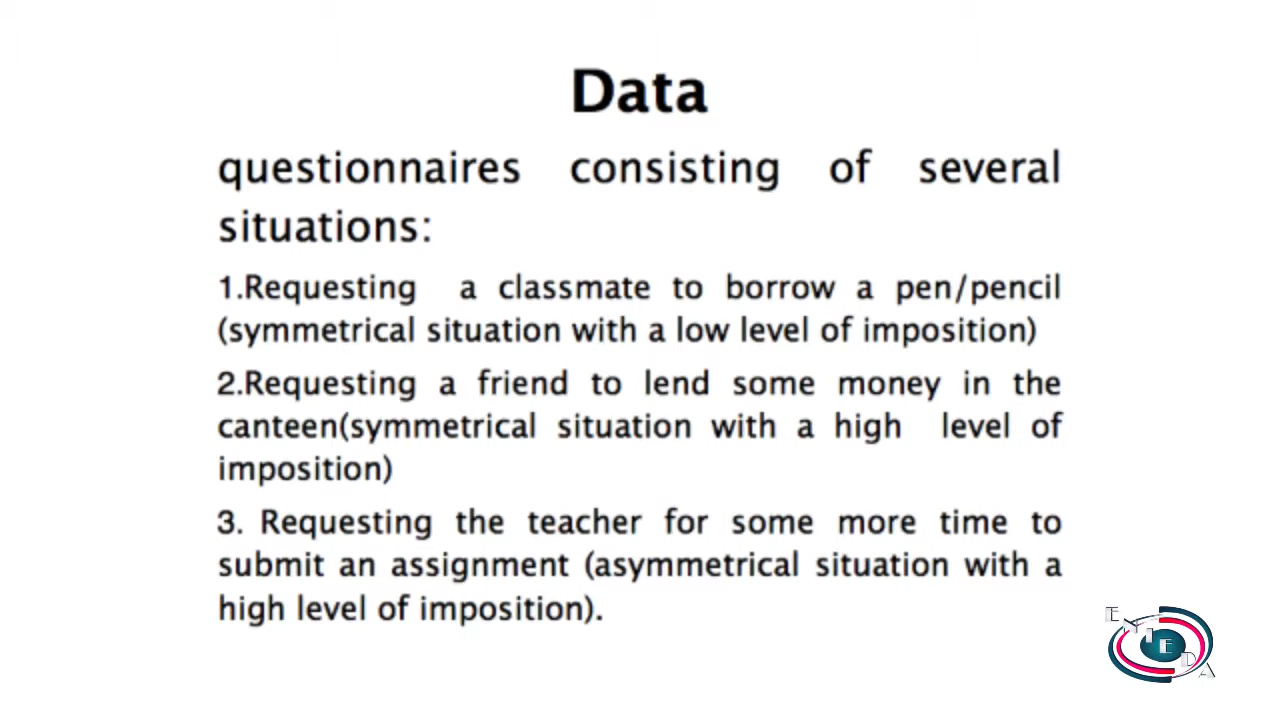 Data
questionnaires consisting of several
situations:
1.Requesting a classmate to borrow a pen/pencil
(symmetrical situation with a low level of imposition)
2.Requesting a friend to lend some money in the
canteen(symmetrical situation with a high level of
imposition)
3. Requesting the teacher for some more time to
submit an assignment (asymmetrical situation with a
high level of imposition).